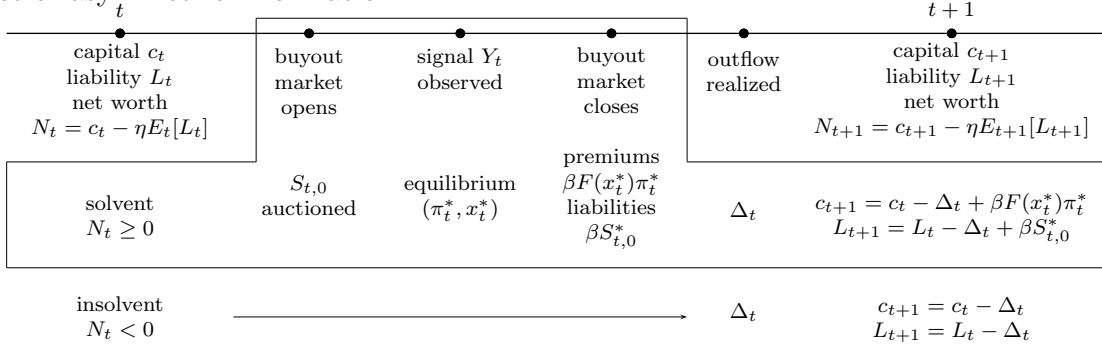 t
t + 1
capital c_t
liability L_t
net worth
N_t = c_t − ηE_t[L_t]
buyout
market
opens
signal Y_t
observed
buyout
market
closes
outflow
realized
capital c_{t+1}
liability L_{t+1}
net worth
N_{t+1} = c_{t+1} − ηE_{t+1}[L_{t+1}]
solvent
N_t ≥ 0
S_{t,0}
auctioned
equilibrium
(π_t^*, x_t^*)
premiums
βF(x_t^*)π_t^*
liabilities
βS_{t,0}^*
Δ_t
c_{t+1} = c_t − Δ_t + βF(x_t^*)π_t^*
L_{t+1} = L_t − Δ_t + βS_{t,0}^*
insolvent
N_t < 0
Δ_t
c_{t+1} = c_t − Δ_t
L_{t+1} = L_t − Δ_t